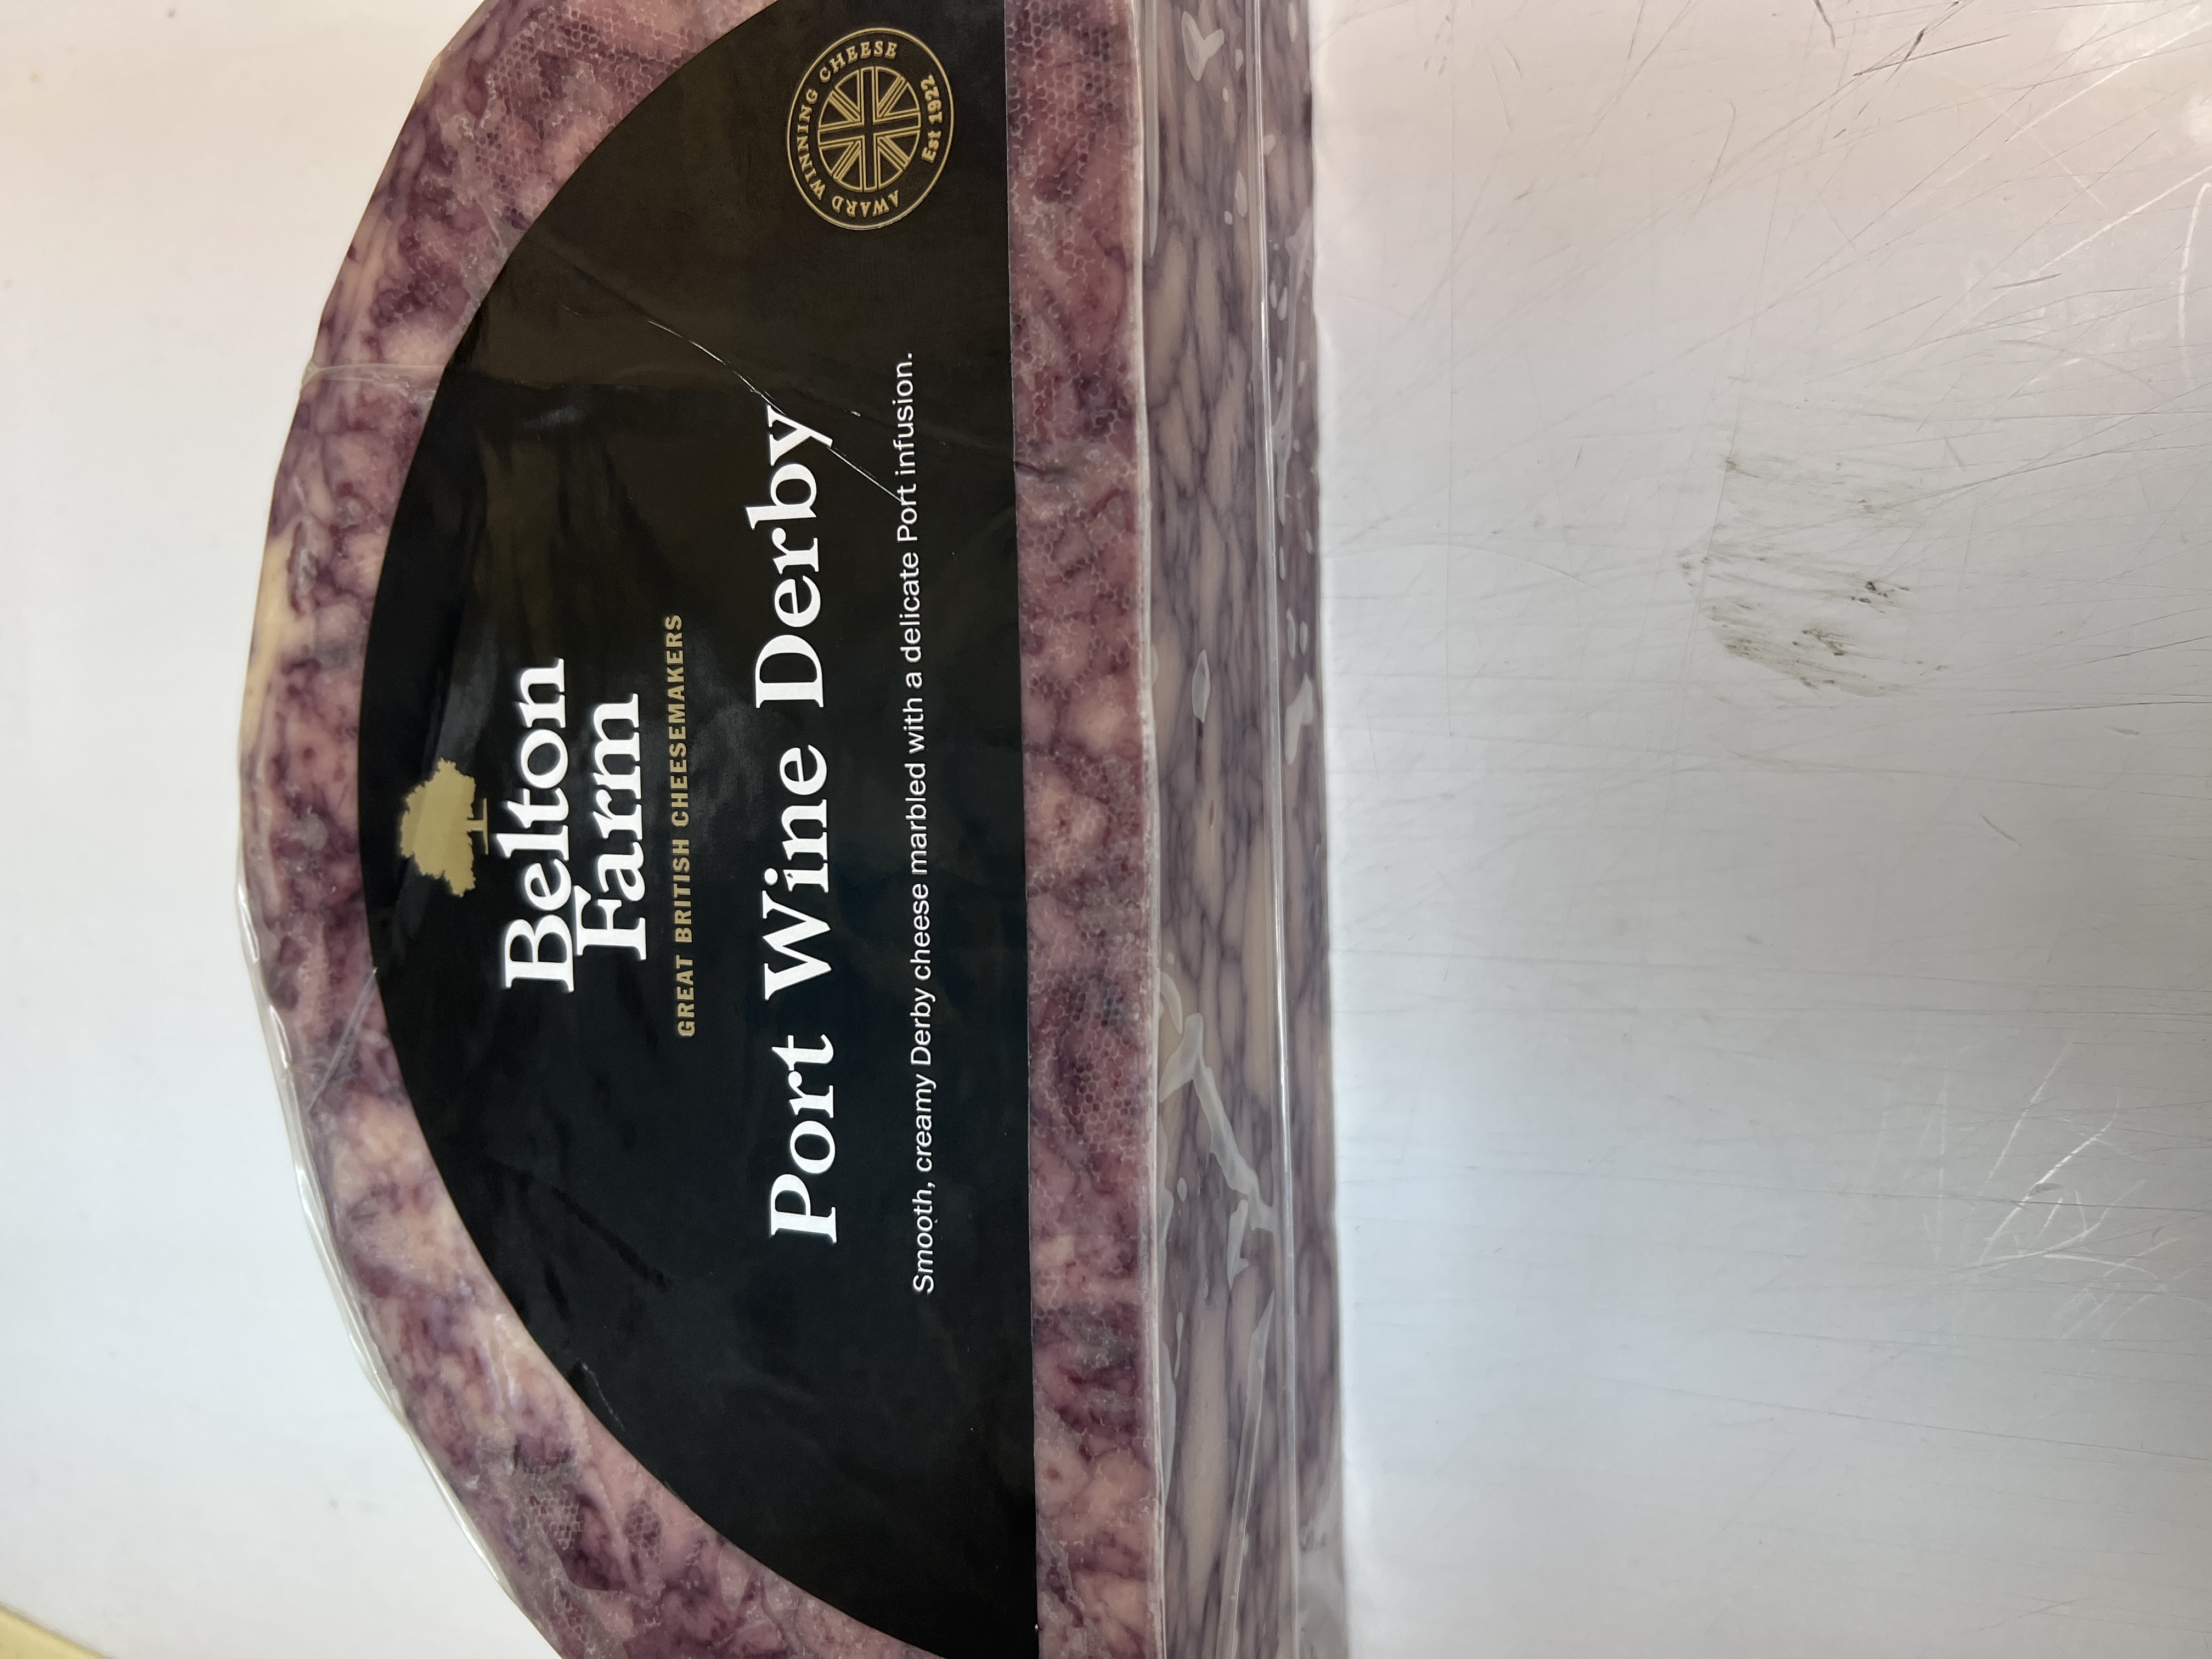 Belton
Farm
GREAT BRITISH CHEESEMAKERS
Port Wine Derby
Smooth, creamy Derby cheese marbled with a delicate Port infusion.
AWARD WINNING CHEESE
Est 1922